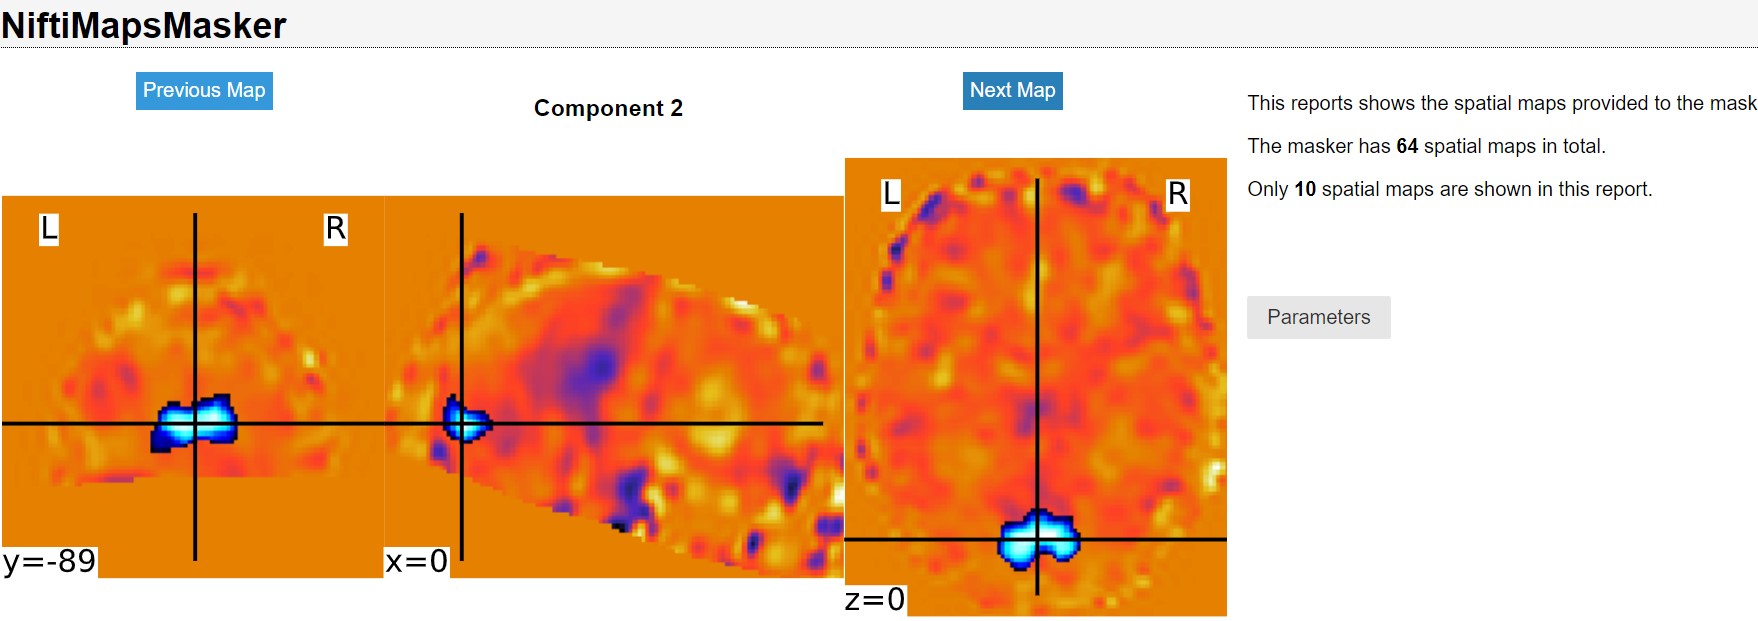 NiftiMapsMasker
Previous Map
Component 2
Next Map
This reports shows the spatial maps provided to the mask
The masker has 64 spatial maps in total.
Only 10 spatial maps are shown in this report.
Parameters
L R
y=-89
x=0
L R
z=0